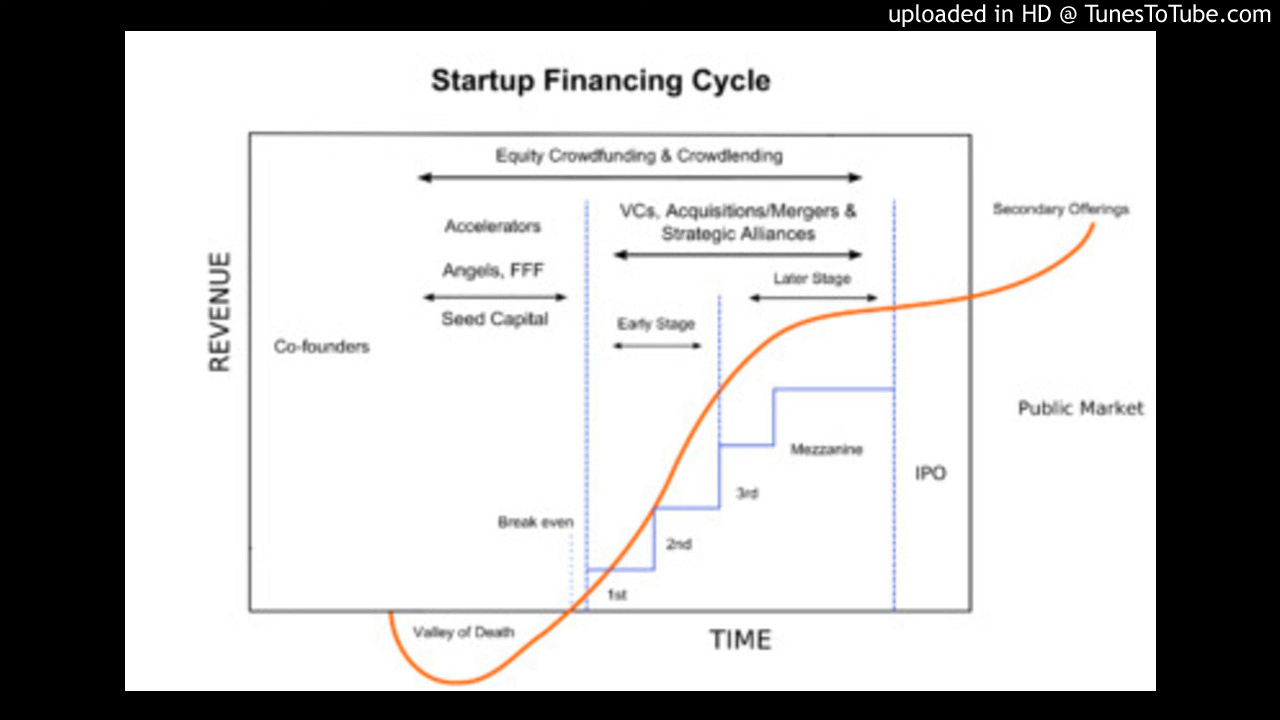 uploaded in HD @ TunesToTube.com
Startup Financing Cycle
Equity Crowdfunding & Crowdlending
Accelerators
VCs, Acquisitions/Mergers &
Strategic Alliances
Secondary Offerings
Angels, FFF
Later Stage
Seed Capital
Early Stage
REVENUE
Co-founders
Public Market
Mezzanine
IPO
3rd
Break even
2nd
1st
Valley of Death
TIME